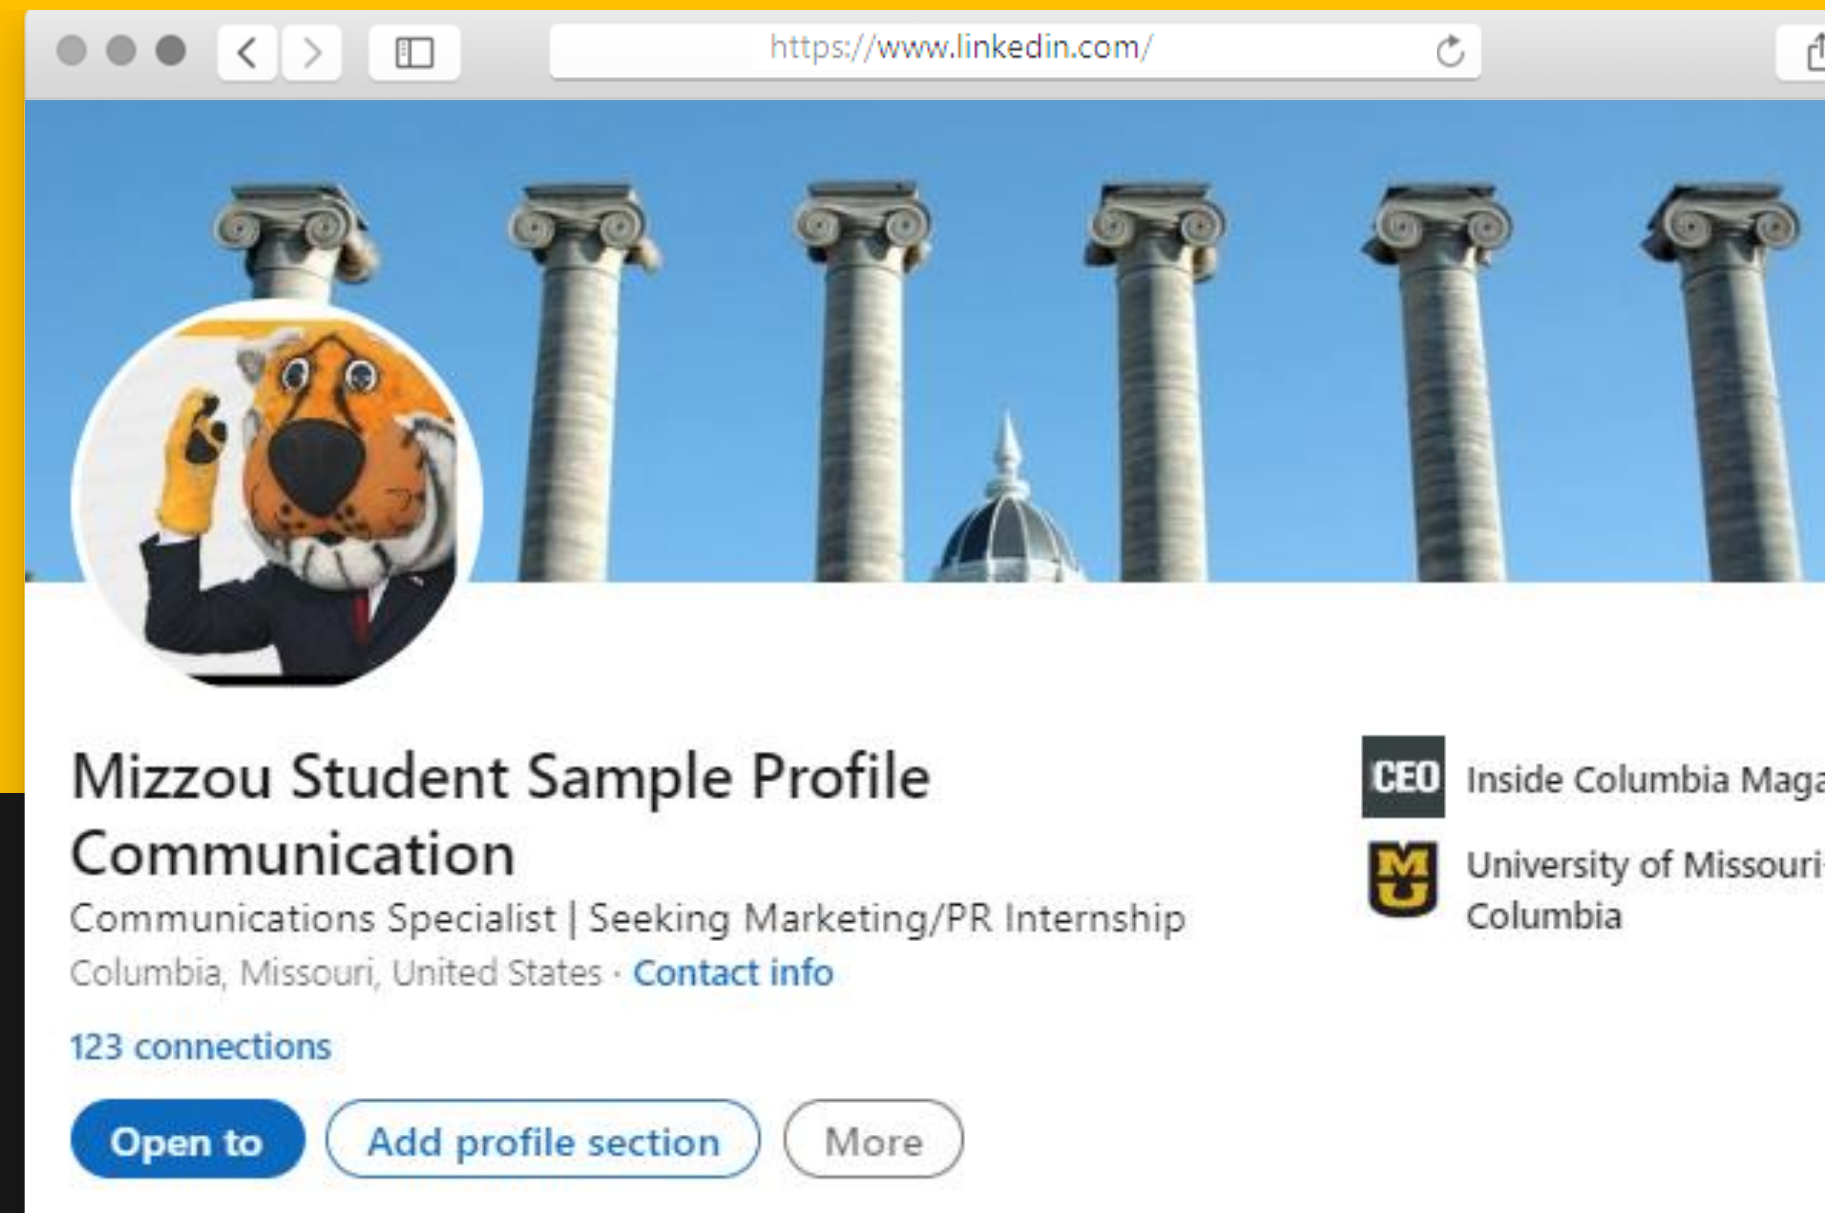 https://www.linkedin.com/
Mizzou Student Sample Profile
Communication
Communications Specialist | Seeking Marketing/PR Internship
Columbia, Missouri, United States · Contact info
123 connections
Open to
Add profile section
More
CEO
Inside Columbia Maga
MU
University of Missouri-
Columbia